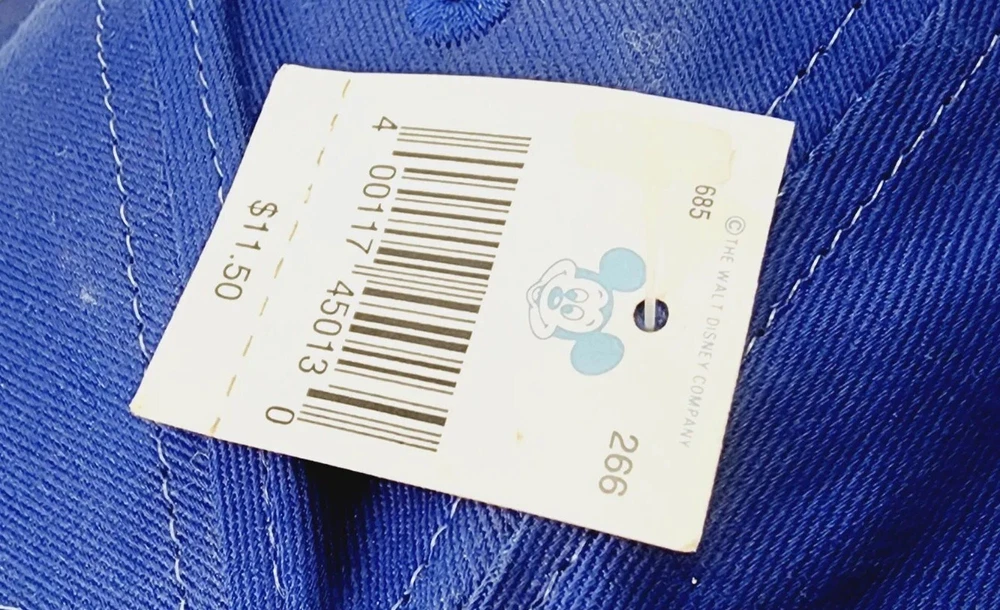 ©THE WALT DISNEY COMPANY
685 266
4 00117 45013 0
$11.50